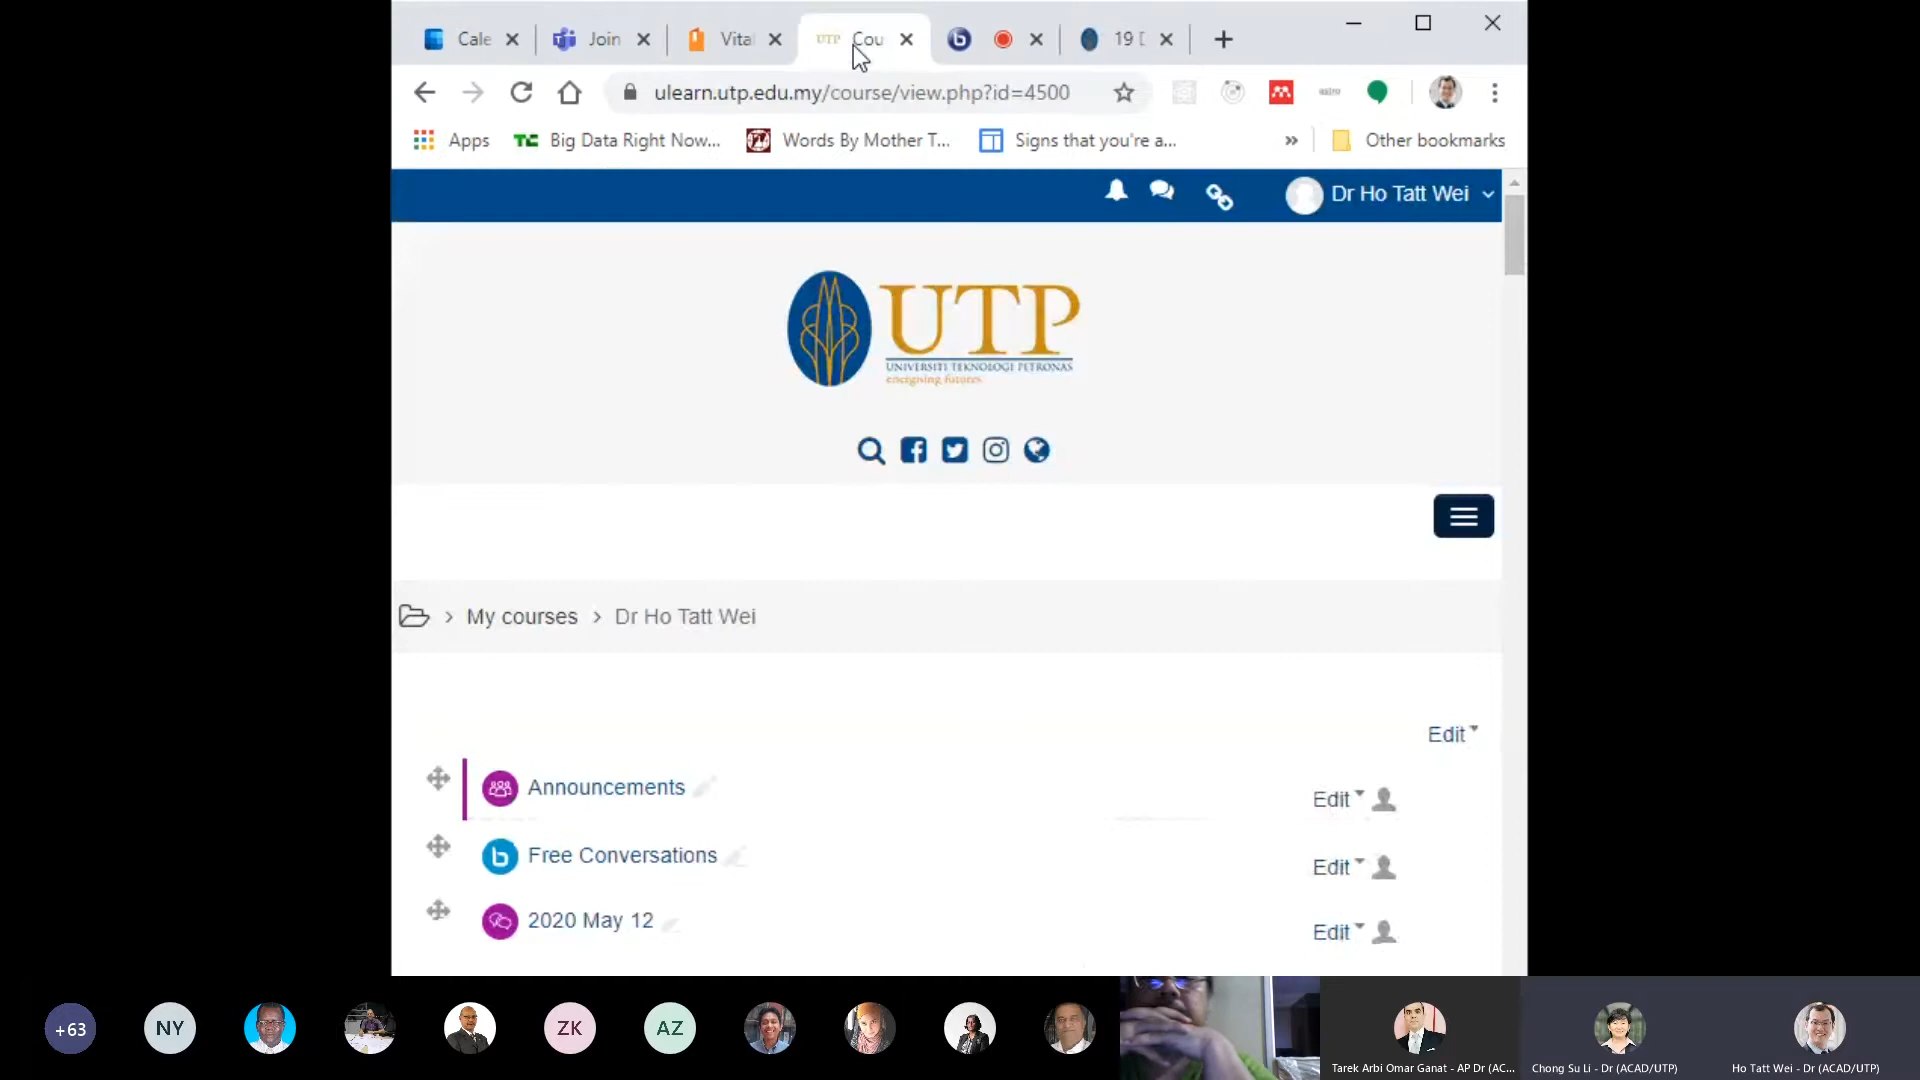 Cale
Join
Vita
UTP Cou
19 D
ulearn.utp.edu.my/course/view.php?id=4500
Apps
Big Data Right Now...
Words By Mother T...
Signs that you're a...
»
Other bookmarks
Dr Ho Tatt Wei
UTP
UNIVERSITI TEKNOLOGI PETRONAS
energising futures
My courses
Dr Ho Tatt Wei
Edit
Announcements
Edit
Free Conversations
Edit
2020 May 12
Edit
+63
NY
ZK
AZ
Tarek Arbi Omar Ganat - AP Dr (AC...
Chong Su Li - Dr (ACAD/UTP)
Ho Tatt Wei - Dr (ACAD/UTP)